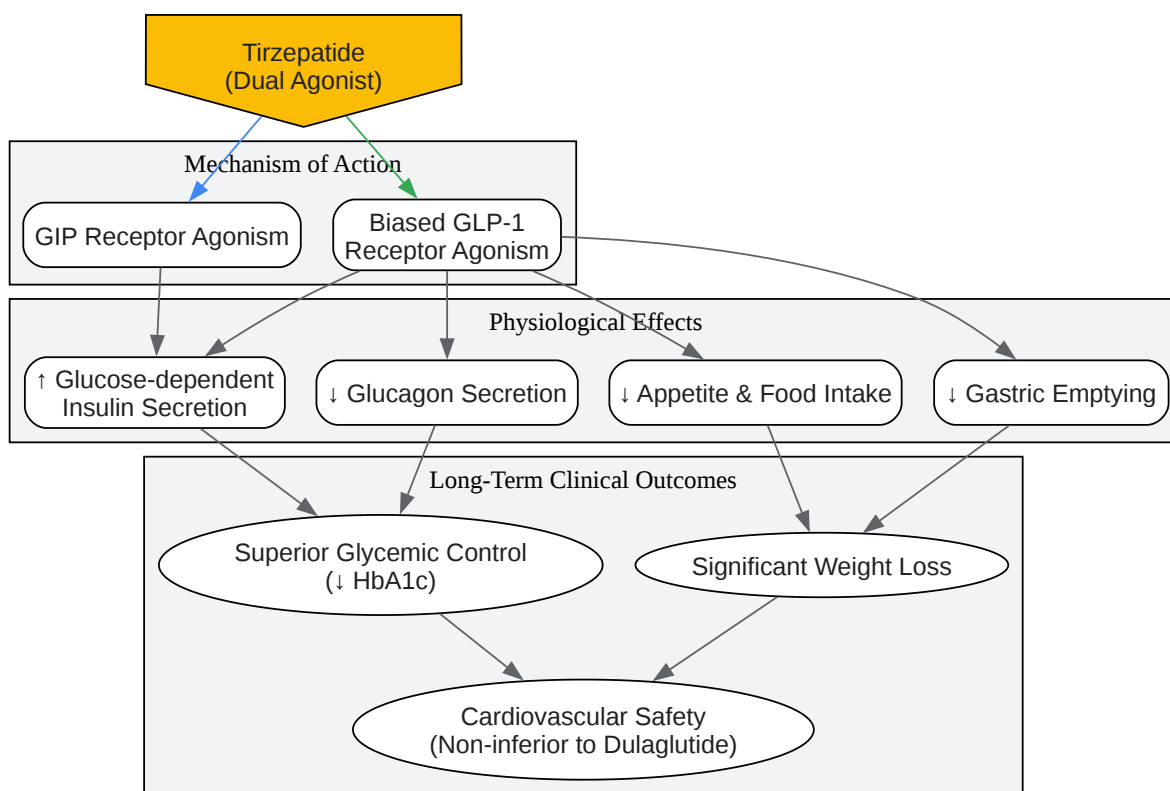 Tirzepatide
(Dual Agonist)
Mechanism of Action
GIP Receptor Agonism
Biased GLP-1
Receptor Agonism
Physiological Effects
↑ Glucose-dependent
Insulin Secretion
↓ Glucagon Secretion
↓ Appetite & Food Intake
↓ Gastric Emptying
Long-Term Clinical Outcomes
Superior Glycemic Control
(↓ HbA1c)
Significant Weight Loss
Cardiovascular Safety
(Non-inferior to Dulaglutide)